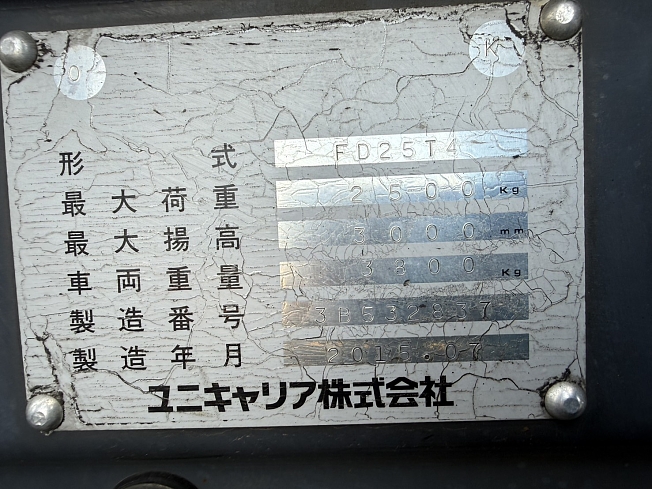 O K
形式 FD25T4
最大荷重 2500 Kg
最大揚高 3000 mm
車両重量 3800 Kg
製造番号 73B532837
製造年月 2015.07
ユニキャリア株式会社